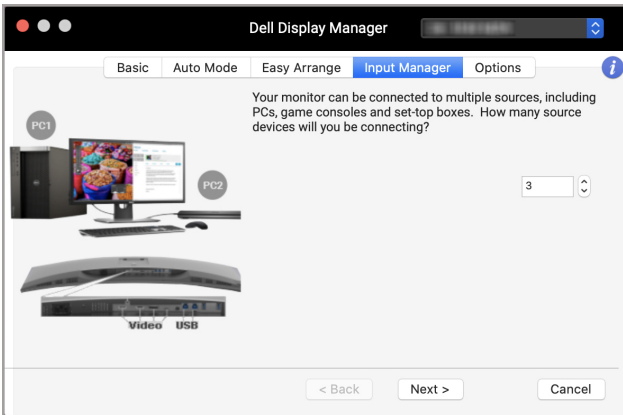 Dell Display Manager
Basic
Auto Mode
Easy Arrange
Input Manager
Options
i
Your monitor can be connected to multiple sources, including
PCs, game consoles and set-top boxes. How many source
devices will you be connecting?
PC1
PC2
3
Video
USB
< Back
Next >
Cancel